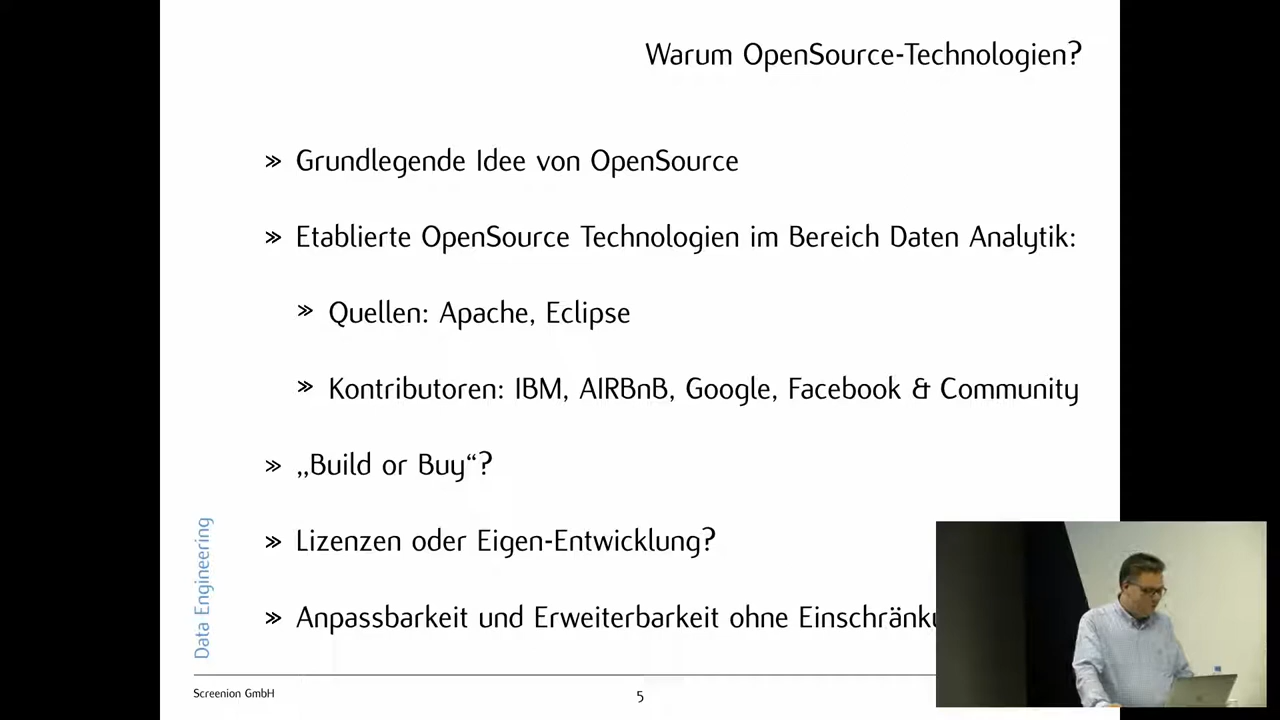 Warum OpenSource-Technologien?
» Grundlegende Idee von OpenSource
» Etablierte OpenSource Technologien im Bereich Daten Analytik:
» Quellen: Apache, Eclipse
» Kontributoren: IBM, AIRBnB, Google, Facebook & Community
» „Build or Buy“?
» Lizenzen oder Eigen-Entwicklung?
» Anpassbarkeit und Erweiterbarkeit ohne
Data Engineering
Screenion GmbH
5